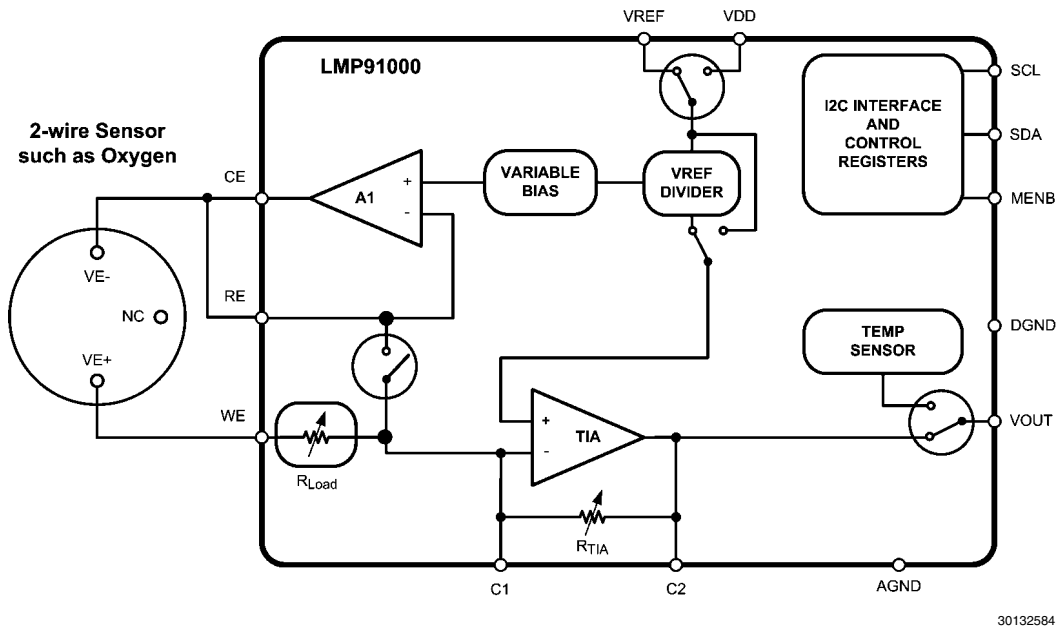 VREF
VDD
LMP91000
SCL
I2C INTERFACE
AND
CONTROL
REGISTERS
SDA
MENB
2-wire Sensor
such as Oxygen
CE
A1
+
-
VARIABLE
BIAS
VREF
DIVIDER
VE-
NC
VE+
RE
DGND
TEMP
SENSOR
WE
RLoad
+
TIA
-
VOUT
RTIA
C1
C2
AGND
30132584